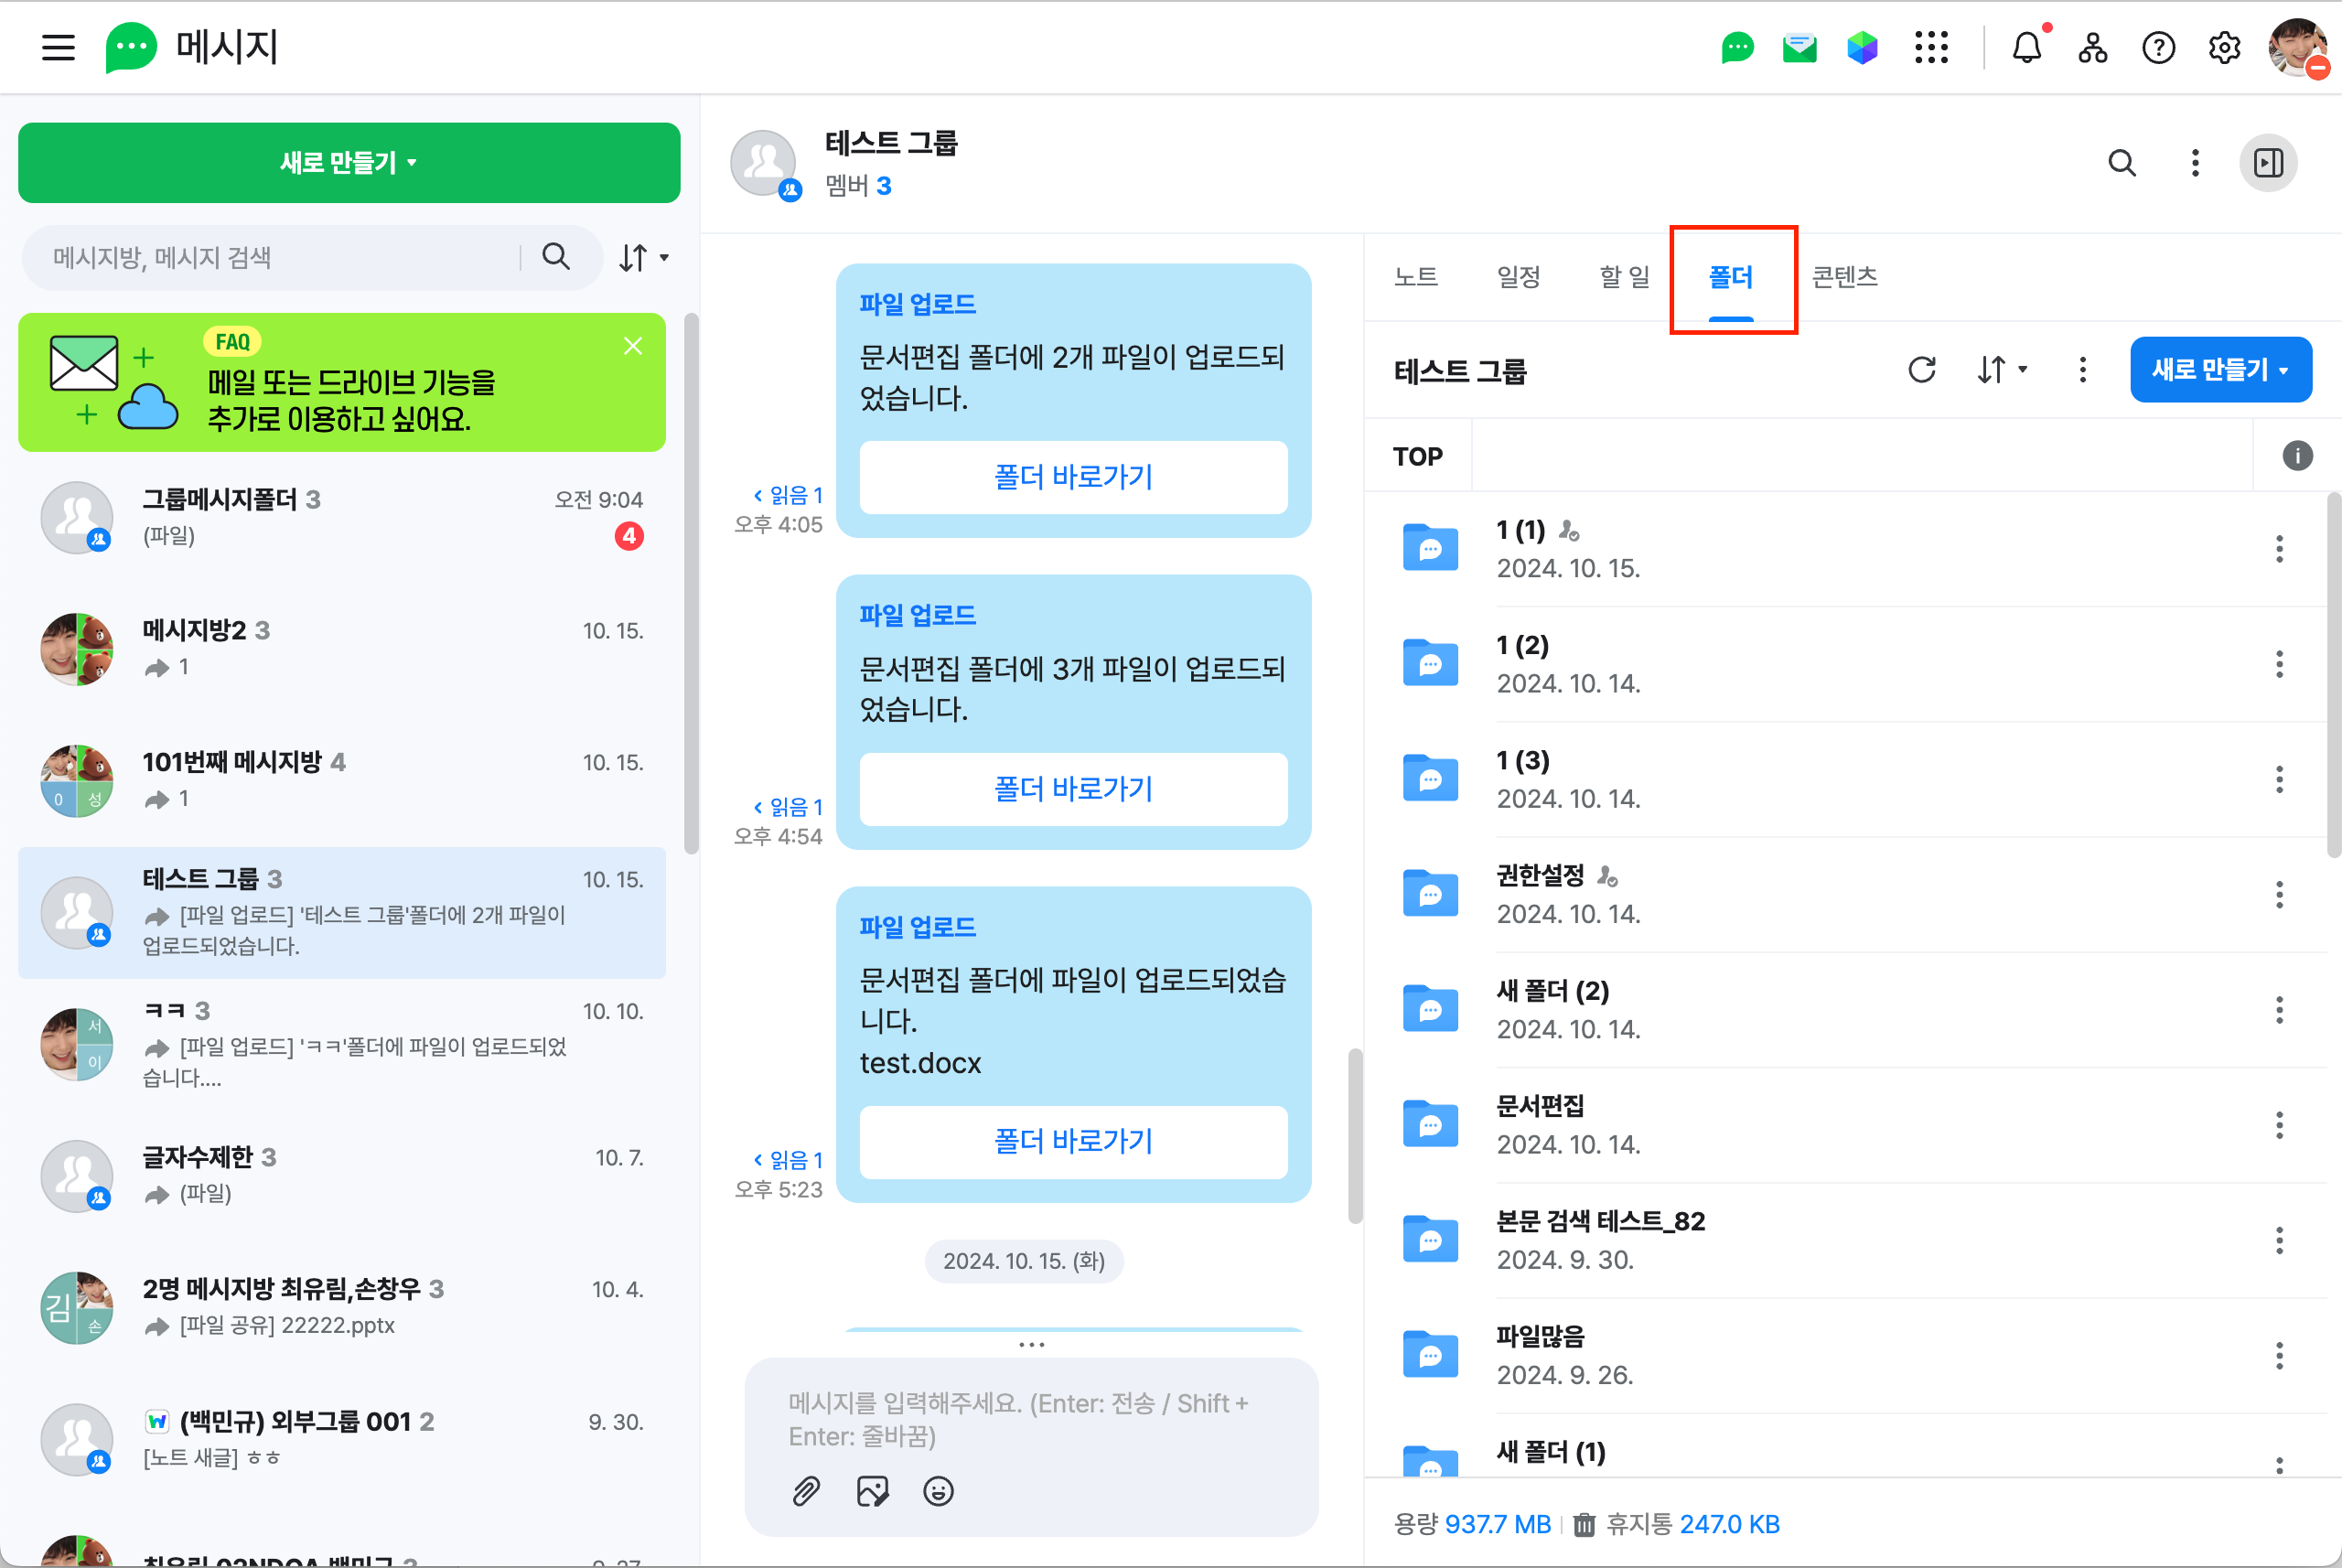 메시지
새로 만들기
메시지방, 메시지 검색
FAQ
메일 또는 드라이브 기능을
추가로 이용하고 싶어요.
그룹메시지폴더 3
오전 9:04
(파일)
4
메시지방2 3
10. 15.
1
101번째 메시지방 4
10. 15.
1
0 성
테스트 그룹 3
10. 15.
[파일 업로드] '테스트 그룹'폴더에 2개 파일이
업로드되었습니다.
ㅋㅋ 3
10. 10.
서
이
[파일 업로드] 'ㅋㅋ'폴더에 파일이 업로드되었
습니다....
글자수제한 3
10. 7.
(파일)
2명 메시지방 최유림,손창우 3
10. 4.
김
손
[파일 공유] 22222.pptx
(백민규) 외부그룹 001 2
9. 30.
[노트 새글] ㅎㅎ
테스트 그룹
멤버 3
파일 업로드
문서편집 폴더에 2개 파일이 업로드되
었습니다.
폴더 바로가기
읽음 1
오후 4:05
파일 업로드
문서편집 폴더에 3개 파일이 업로드되
었습니다.
폴더 바로가기
읽음 1
오후 4:54
파일 업로드
문서편집 폴더에 파일이 업로드되었습
니다.
test.docx
폴더 바로가기
읽음 1
오후 5:23
2024. 10. 15. (화)
메시지를 입력해주세요. (Enter: 전송 / Shift +
Enter: 줄바꿈)
노트 일정 할 일 폴더 콘텐츠
테스트 그룹
새로 만들기
TOP
1 (1)
2024. 10. 15.
1 (2)
2024. 10. 14.
1 (3)
2024. 10. 14.
권한설정
2024. 10. 14.
새 폴더 (2)
2024. 10. 14.
문서편집
2024. 10. 14.
본문 검색 테스트_82
2024. 9. 30.
파일많음
2024. 9. 26.
새 폴더 (1)
용량 937.7 MB 휴지통 247.0 KB